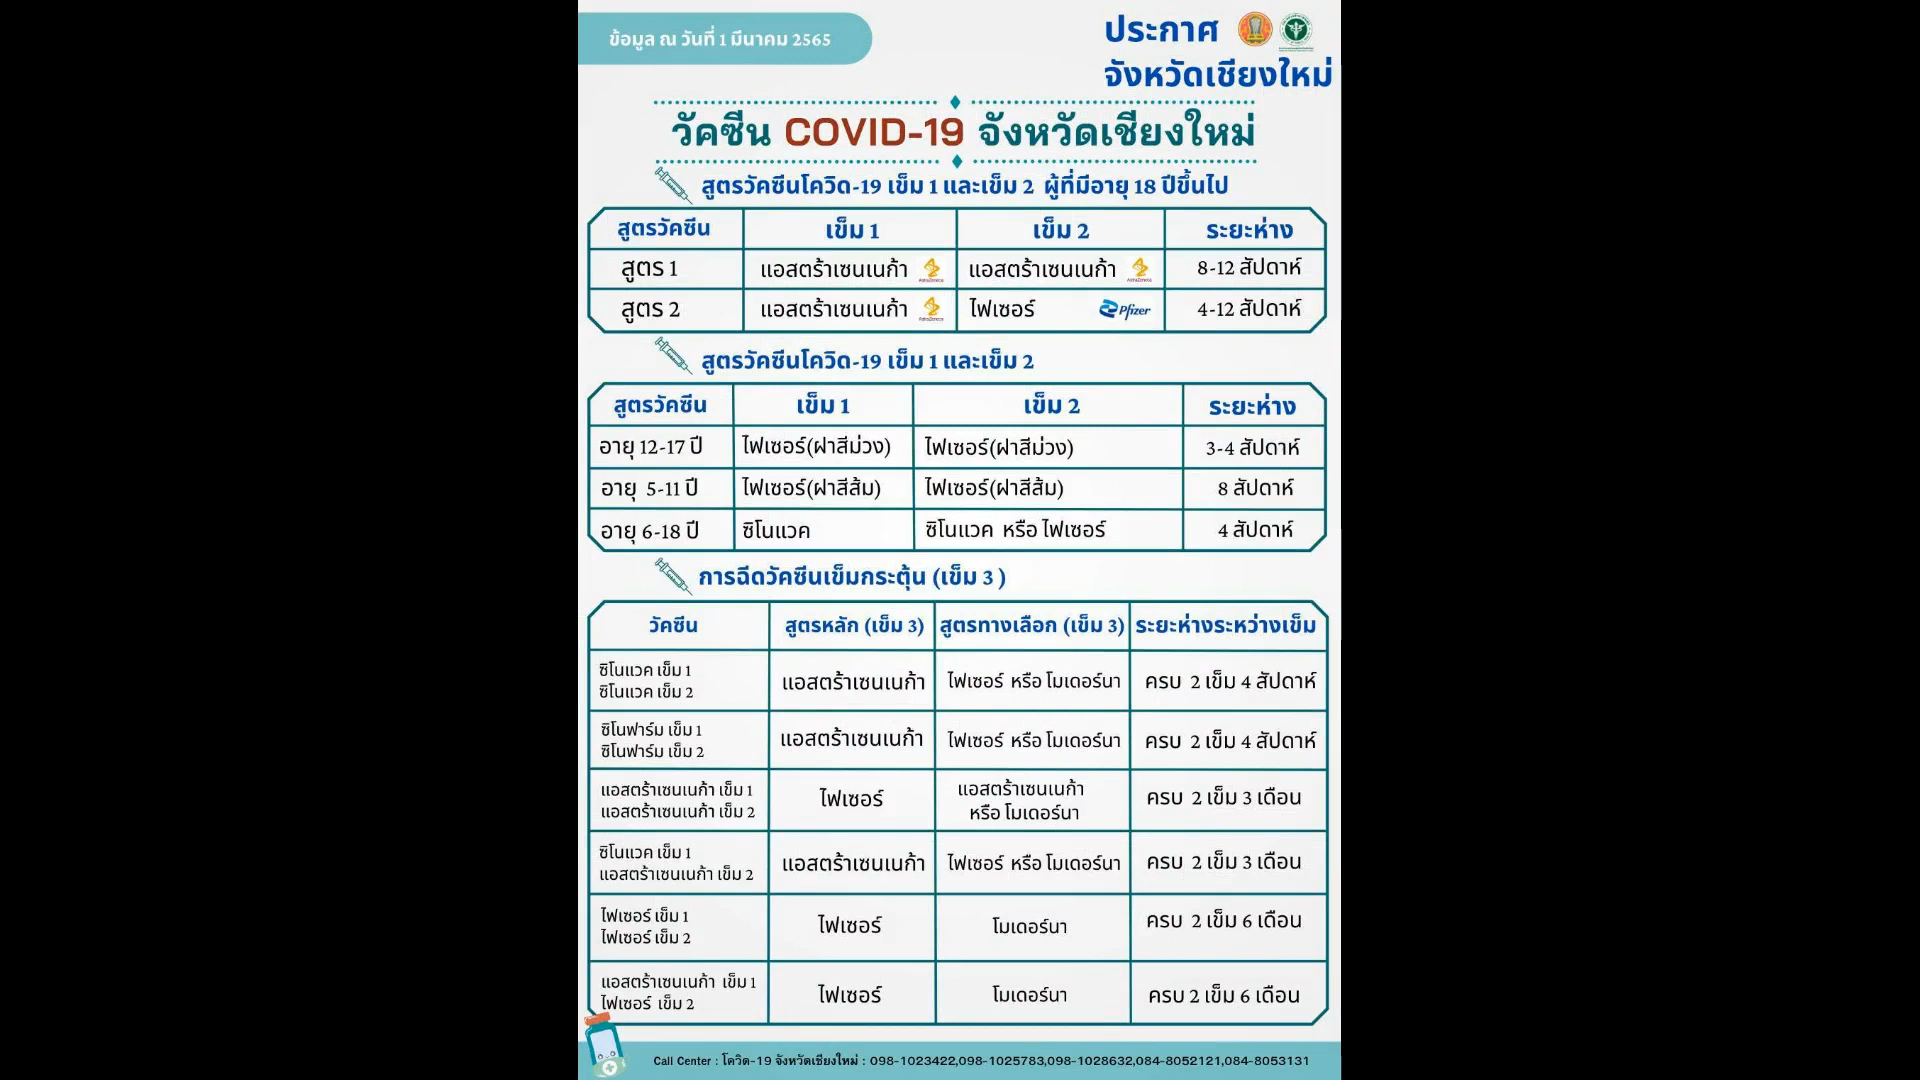 ข้อมูล ณ วันที่ 1 มีนาคม 2565
ประกาศ
จังหวัดเชียงใหม่
วัคซีน COVID-19 จังหวัดเชียงใหม่
สูตรวัคซีนโควิด-19 เข็ม 1 และเข็ม 2 ผู้ที่มีอายุ 18 ปีขึ้นไป
สูตรวัคซีน เข็ม 1 เข็ม 2 ระยะห่าง
สูตร 1 แอสตร้าเซนเนก้า AstraZeneca แอสตร้าเซนเนก้า AstraZeneca 8-12 สัปดาห์
สูตร 2 แอสตร้าเซนเนก้า AstraZeneca ไฟเซอร์ Pfizer 4-12 สัปดาห์
สูตรวัคซีนโควิด-19 เข็ม 1 และเข็ม 2
สูตรวัคซีน เข็ม 1 เข็ม 2 ระยะห่าง
อายุ 12-17 ปี ไฟเซอร์(ฝาสีม่วง) ไฟเซอร์(ฝาสีม่วง) 3-4 สัปดาห์
อายุ 5-11 ปี ไฟเซอร์(ฝาสีส้ม) ไฟเซอร์(ฝาสีส้ม) 8 สัปดาห์
อายุ 6-18 ปี ซิโนแวค ซิโนแวค หรือ ไฟเซอร์ 4 สัปดาห์
การฉีดวัคซีนเข็มกระตุ้น (เข็ม 3 )
วัคซีน สูตรหลัก (เข็ม 3) สูตรทางเลือก (เข็ม 3) ระยะห่างระหว่างเข็ม
ซิโนแวค เข็ม 1
ซิโนแวค เข็ม 2
แอสตร้าเซนเนก้า ไฟเซอร์ หรือ โมเดอร์นา ครบ 2 เข็ม 4 สัปดาห์
ซิโนฟาร์ม เข็ม 1
ซิโนฟาร์ม เข็ม 2
แอสตร้าเซนเนก้า ไฟเซอร์ หรือ โมเดอร์นา ครบ 2 เข็ม 4 สัปดาห์
แอสตร้าเซนเนก้า เข็ม 1
แอสตร้าเซนเนก้า เข็ม 2
ไฟเซอร์
แอสตร้าเซนเนก้า
หรือ โมเดอร์นา
ครบ 2 เข็ม 3 เดือน
ซิโนแวค เข็ม 1
แอสตร้าเซนเนก้า เข็ม 2
แอสตร้าเซนเนก้า ไฟเซอร์ หรือ โมเดอร์นา ครบ 2 เข็ม 3 เดือน
ไฟเซอร์ เข็ม 1
ไฟเซอร์ เข็ม 2
ไฟเซอร์ โมเดอร์นา ครบ 2 เข็ม 6 เดือน
แอสตร้าเซนเนก้า เข็ม 1
ไฟเซอร์ เข็ม 2
ไฟเซอร์ โมเดอร์นา ครบ 2 เข็ม 6 เดือน
Call Center : โควิด-19 จังหวัดเชียงใหม่ : 098-1023422,098-1025783,098-1028632,084-8052121,084-8053131